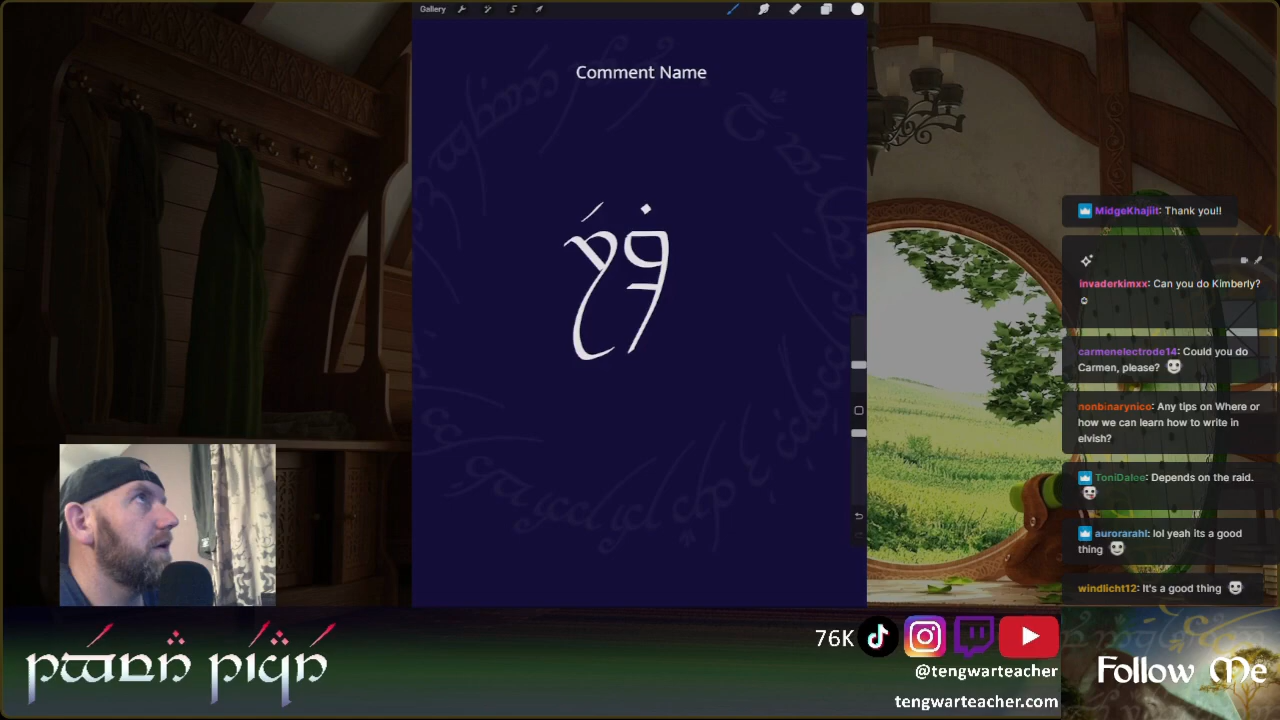 Gallery
Comment Name
MidgeKhajiit: Thank you!!
invaderkimxx: Can you do Kimberly?
carmenelectrode14: Could you do
Carmen, please?
nonbinarynico: Any tips on Where or
how we can learn how to write in
elvish?
ToniDalee: Depends on the raid.
aurorarahl: lol yeah its a good
thing
windlicht12: It's a good thing
76K
@tengwarteacher
tengwarteacher.com
Follow Me